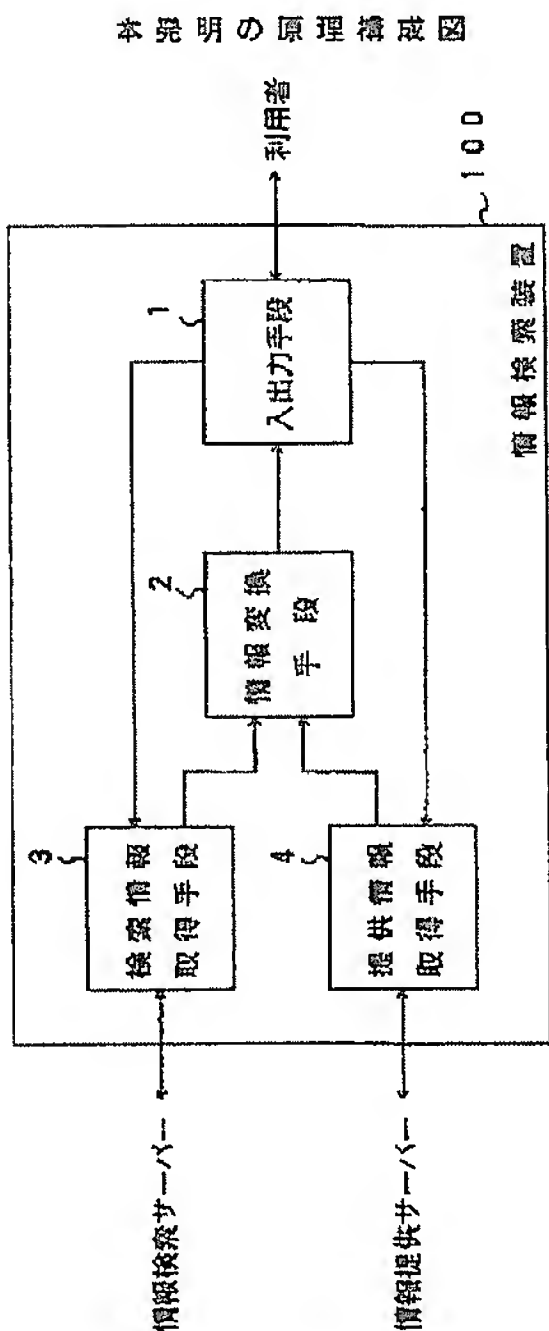 本発明の原理構成図
利用者
100
情報検索装置
1
入出力手段
2
情報変換
手段
3
検索情報
取得手段
4
提供情報
取得手段
情報検索サーバー
情報提供サーバー